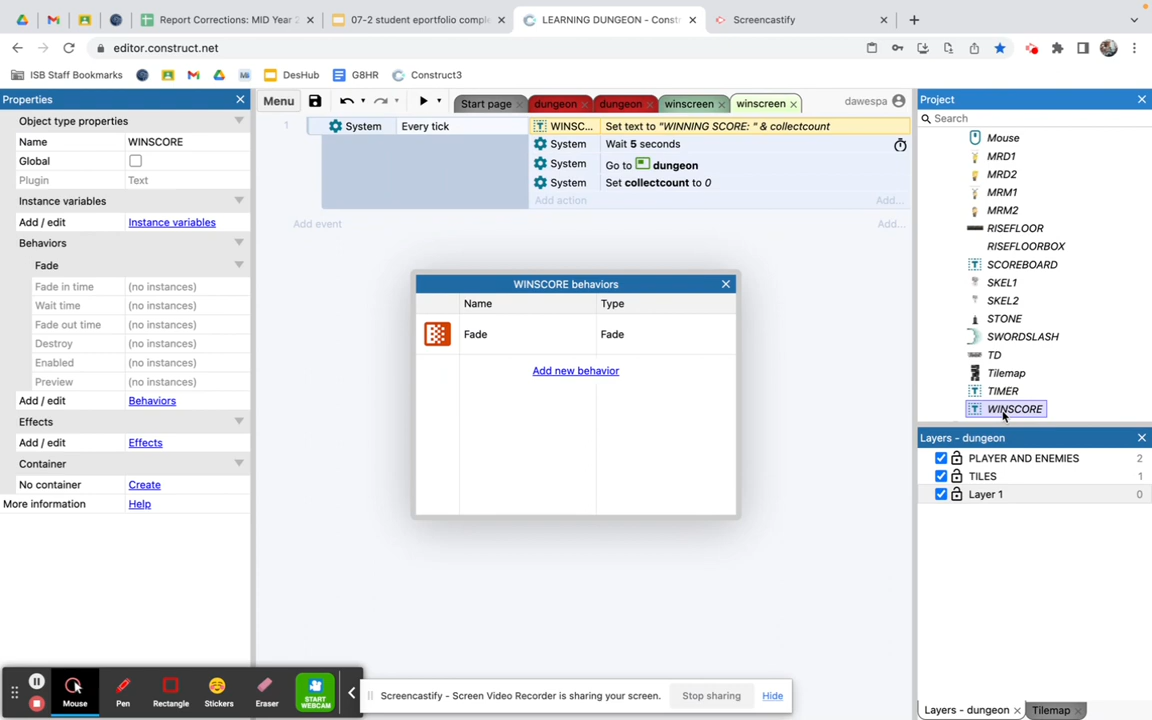 Report Corrections: MID Year 2
07-2 student eportfolio comple
LEARNING DUNGEON - Constr
Screencastify
editor.construct.net
ISB Staff Bookmarks
DesHub
G8HR
Construct3
Properties
Menu
Start page
dungeon
dungeon
winscreen
winscreen
dawespa
Project
Object type properties
Name WINSCORE
Global
Plugin Text
Instance variables
Add / edit Instance variables
Behaviors
Fade
Fade in time (no instances)
Wait time (no instances)
Fade out time (no instances)
Destroy (no instances)
Enabled (no instances)
Preview (no instances)
Add / edit Behaviors
Effects
Add / edit Effects
Container
No container Create
More information Help
1 System Every tick WINSC... Set text to "WINNING SCORE: " & collectcount
System Wait 5 seconds
System Go to dungeon
System Set collectcount to 0
Add action Add...
Add event Add...
WINSCORE behaviors
Name Type
Fade Fade
Add new behavior
Search
Mouse
MRD1
MRD2
MRM1
MRM2
RISEFLOOR
RISEFLOORBOX
SCOREBOARD
SKEL1
SKEL2
STONE
SWORDSLASH
TD
Tilemap
TIMER
WINSCORE
Layers - dungeon
PLAYER AND ENEMIES 2
TILES 1
Layer 1 0
Layers - dungeon
Tilemap
Mouse
Pen
Rectangle
Stickers
Eraser
START
WEBCAM
Screencastify - Screen Video Recorder is sharing your screen.
Stop sharing
Hide